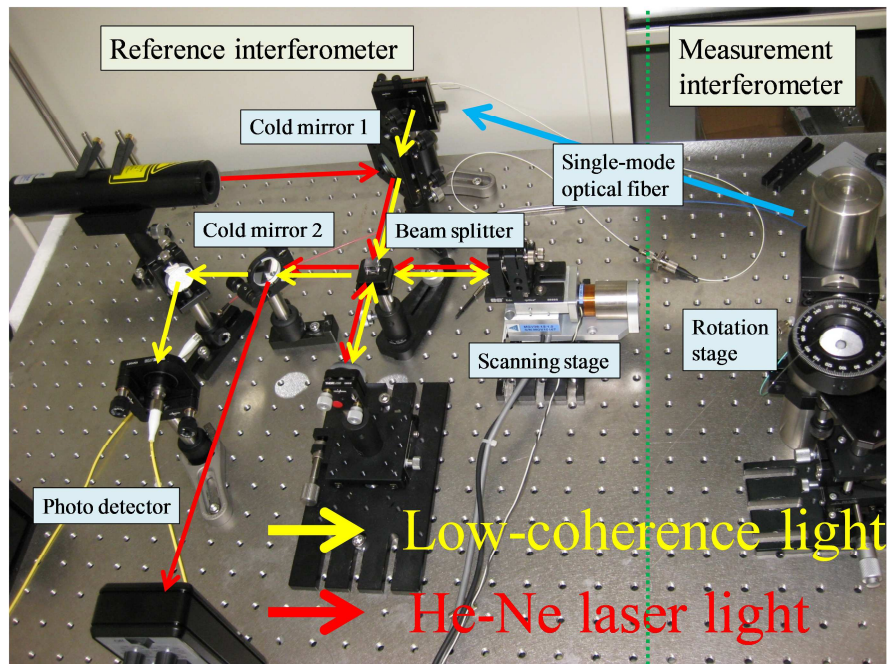 Reference interferometer
Measurement
interferometer
Cold mirror 1
Single-mode
optical fiber
Cold mirror 2
Beam splitter
Rotation
stage
Scanning stage
Photo detector
Low-coherence light
He-Ne laser light